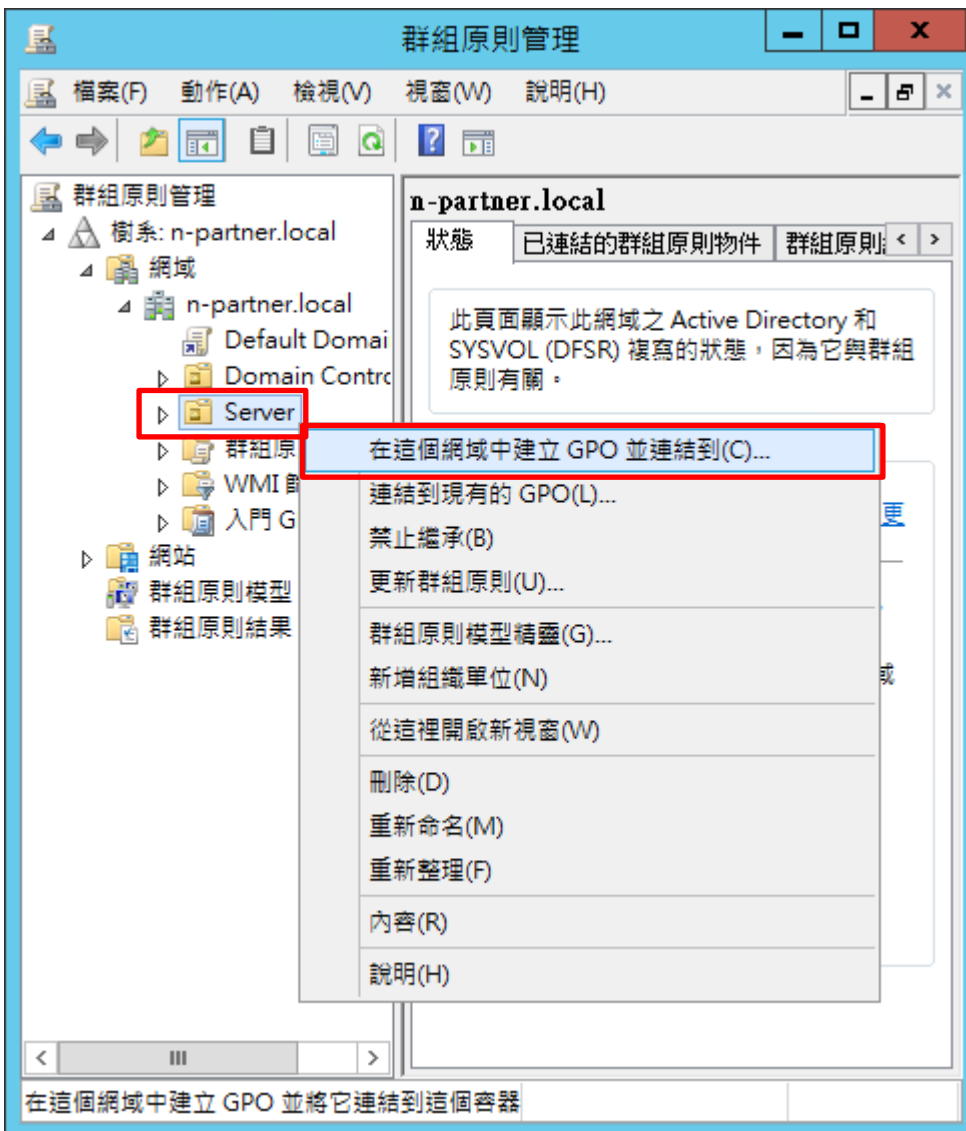 群組原則管理
檔案(F) 動作(A) 檢視(V) 視窗(W) 說明(H)
群組原則管理
樹系: n-partner.local
網域
n-partner.local
Default Domai
Domain Contro
Server
群組原
WMI 篩
入門 G
網站
群組原則模型
群組原則結果
n-partner.local
狀態 已連結的群組原則物件 群組原則
此頁面顯示此網域之 Active Directory 和
SYSVOL (DFSR) 複寫的狀態，因為它與群組
原則有關。
更
域
在這個網域中建立 GPO 並連結到(C)...
連結到現有的 GPO(L)...
禁止繼承(B)
更新群組原則(U)...
群組原則模型精靈(G)...
新增組織單位(N)
從這裡開啟新視窗(W)
刪除(D)
重新命名(M)
重新整理(F)
內容(R)
說明(H)
在這個網域中建立 GPO 並將它連結到這個容器